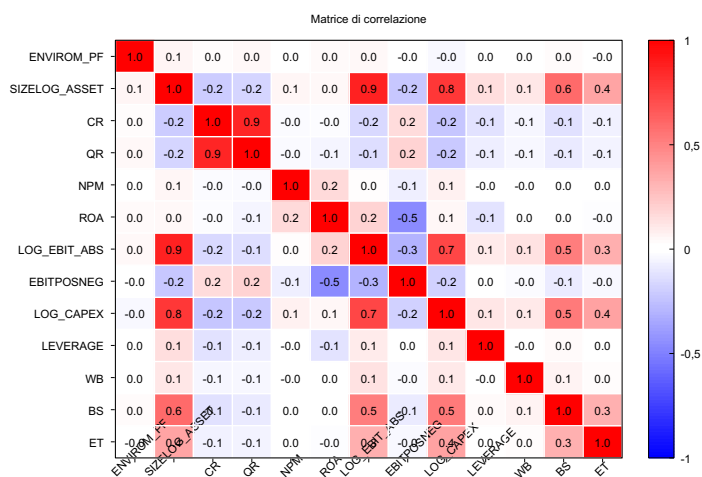 Matrice di correlazione
ENVIROM_PF 1.0 0.1 0.0 0.0 0.0 0.0 0.0 -0.0 -0.0 0.0 0.0 0.0 -0.0
SIZELOG_ASSET 0.1 1.0 -0.2 -0.2 0.1 0.0 0.9 -0.2 0.8 0.1 0.1 0.6 0.4
CR 0.0 -0.2 1.0 0.9 -0.0 -0.0 -0.2 0.2 -0.2 -0.1 -0.1 -0.1 -0.1
QR 0.0 -0.2 0.9 1.0 -0.0 -0.1 -0.1 0.2 -0.2 -0.1 -0.1 -0.1 -0.1
NPM 0.0 0.1 -0.0 -0.0 1.0 0.2 0.0 -0.1 0.1 -0.0 -0.0 0.0 0.0
ROA 0.0 0.0 -0.0 -0.1 0.2 1.0 0.2 -0.5 0.1 -0.1 0.0 0.0 -0.0
LOG_EBIT_ABS 0.0 0.9 -0.2 -0.1 0.0 0.2 1.0 -0.3 0.7 0.1 0.1 0.5 0.3
EBITPOSNEG -0.0 -0.2 0.2 0.2 -0.1 -0.5 -0.3 1.0 -0.2 0.0 -0.0 -0.1 -0.0
LOG_CAPEX -0.0 0.8 -0.2 -0.2 0.1 0.1 0.7 -0.2 1.0 0.1 0.1 0.5 0.4
LEVERAGE 0.0 0.1 -0.1 -0.1 -0.0 -0.1 0.1 0.0 0.1 1.0 -0.0 0.0 0.0
WB 0.0 0.1 -0.1 -0.1 -0.0 0.0 0.1 -0.0 0.1 -0.0 1.0 0.1 0.0
BS 0.0 0.6 -0.1 -0.1 0.0 0.0 0.5 -0.1 0.5 0.0 0.1 1.0 0.3
ET -0.0 0.4 -0.1 -0.1 0.0 -0.0 0.3 -0.0 0.4 0.0 0.0 0.3 1.0
ENVIROM_PF SIZELOG_ASSET CR QR NPM ROA LOG_EBIT_ABS EBITPOSNEG LOG_CAPEX LEVERAGE WB BS ET
1
0,5
0
-0,5
-1